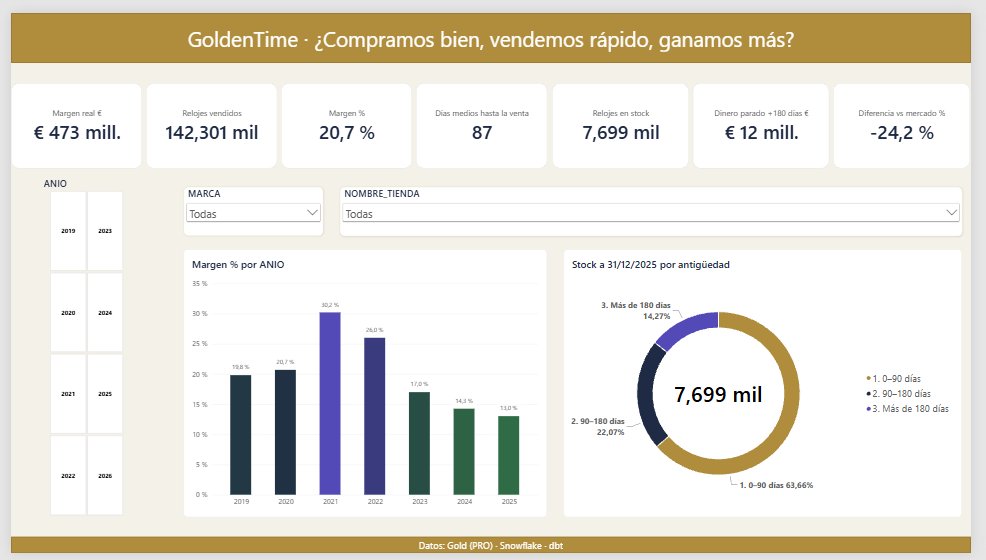 GoldenTime · ¿Compramos bien, vendemos rápido, ganamos más?
Margen real €
€ 473 mill.
Relojes vendidos
142,301 mil
Margen %
20,7 %
Días medios hasta la venta
87
Relojes en stock
7,699 mil
Dinero parado +180 días €
€ 12 mill.
Diferencia vs mercado %
-24,2 %
ANIO
2019
2023
2020
2024
2021
2025
2022
2026
MARCA
Todas
NOMBRE_TIENDA
Todas
Margen % por ANIO
35 %
30 %
25 %
20 %
15 %
10 %
5 %
0 %
19,8 %
20,7 %
30,2 %
26,0 %
17,0 %
14,3 %
13,0 %
2019
2020
2021
2022
2023
2024
2025
Stock a 31/12/2025 por antigüedad
3. Más de 180 días
14,27%
2. 90–180 días
22,07%
7,699 mil
1. 0–90 días 63,66%
1. 0–90 días
2. 90–180 días
3. Más de 180 días
Datos: Gold (PRO) · Snowflake · dbt